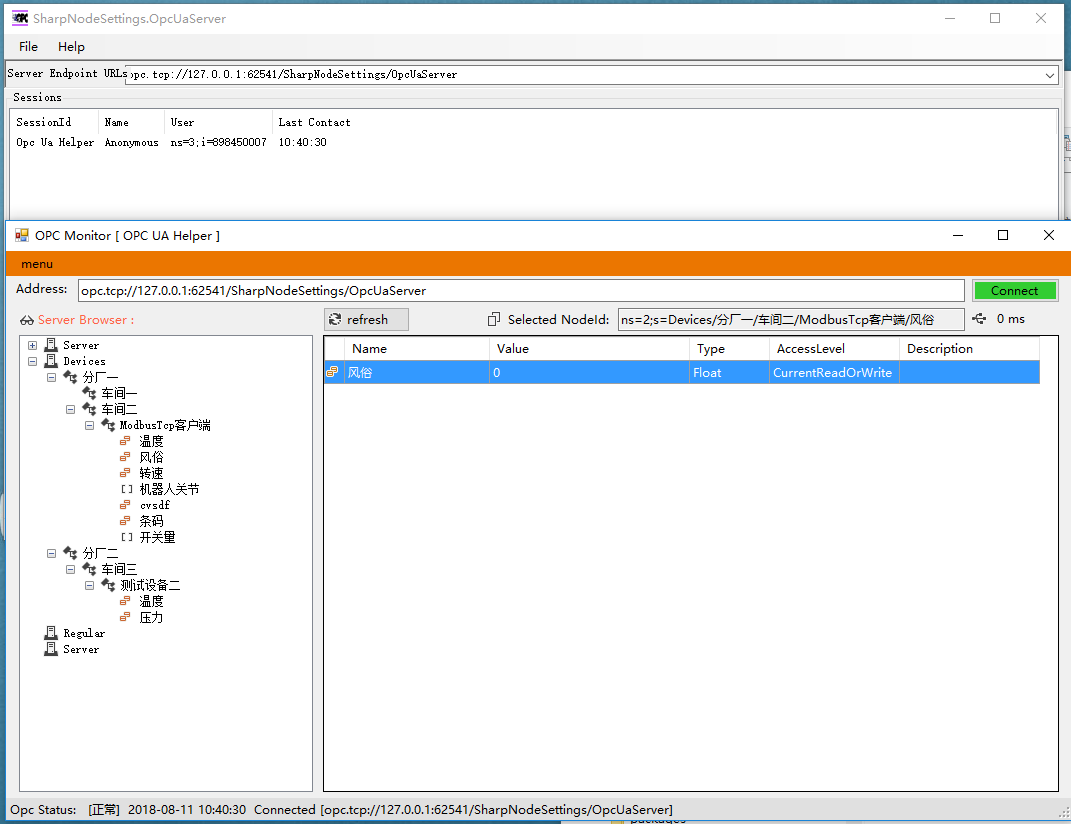 SharpNodeSettings.OpcUaServer
File Help
Server Endpoint URLs opc.tcp://127.0.0.1:62541/SharpNodeSettings/OpcUaServer
Sessions
SessionId Name User Last Contact
Opc Ua Helper Anonymous ns=3;i=898450007 10:40:30
OPC Monitor [ OPC UA Helper ]
menu
Address: opc.tcp://127.0.0.1:62541/SharpNodeSettings/OpcUaServer Connect
Server Browser : refresh Selected NodeId: ns=2;s=Devices/分厂一/车间二/ModbusTcp客户端/风俗 0 ms
Name Value Type AccessLevel Description
风俗 0 Float CurrentReadOrWrite
Server
Devices
分厂一
车间一
车间二
ModbusTcp客户端
温度
风俗
转速
机器人关节
cvsdf
条码
开关量
分厂二
车间三
测试设备二
温度
压力
Regular
Server
Opc Status: [正常] 2018-08-11 10:40:30 Connected [opc.tcp://127.0.0.1:62541/SharpNodeSettings/OpcUaServer]